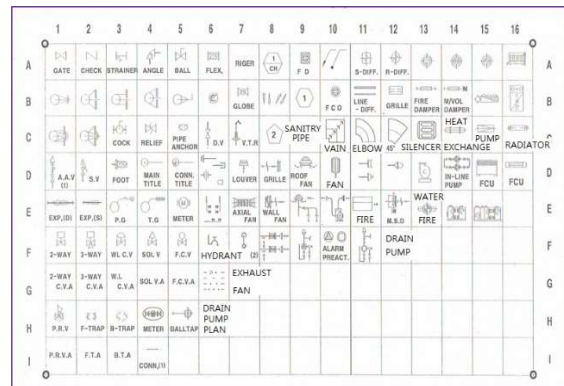 1 2 3 4 5 6 7 8 9 10 11 12 13 14 15 16
A A
GATE CHECK STRAINER ANGLE BALL FLEX. RISER 1 CH F D S-DIFF. R-DIFF.
B B
GLOBE 1 F C O LINE -DIFF. GRILLE FIRE DAMPER M/VOL DAMPER
C
COCK RELIEF PIPE ANCHOR D.V V.T.R 2 SANITRY PIPE VAIN ELBOW 45° SILENCER HEAT EXCHANGE PUMP RADIATOR
D D
A.A.V (1) S.V FOOT MAIN TITLE CONN. TITLE LOUVER GRILLE ROOF FAN FAN IN-LINE PUMP FCU FCU
E E
EXP.(D) EXP.(S) P.G T.G METER AXIAL FAN WALL FAN FIRE M.S.D WATER FIRE
F F
2-WAY 3-WAY WL C.V SOL V F.C.V HYDRANT (2) ALARM PREACT. DRAIN PUMP
G G
2-WAY C.V.A 3-WAY C.V.A W.L C.V.A SOL V.A F.C.V.A EXHAUST FAN
H H
P.R.V F-TRAP B-TRAP METER BALLTAP DRAIN PUMP PLAN
I I
P.R.V.A F.T.A B.T.A CONN.(1)